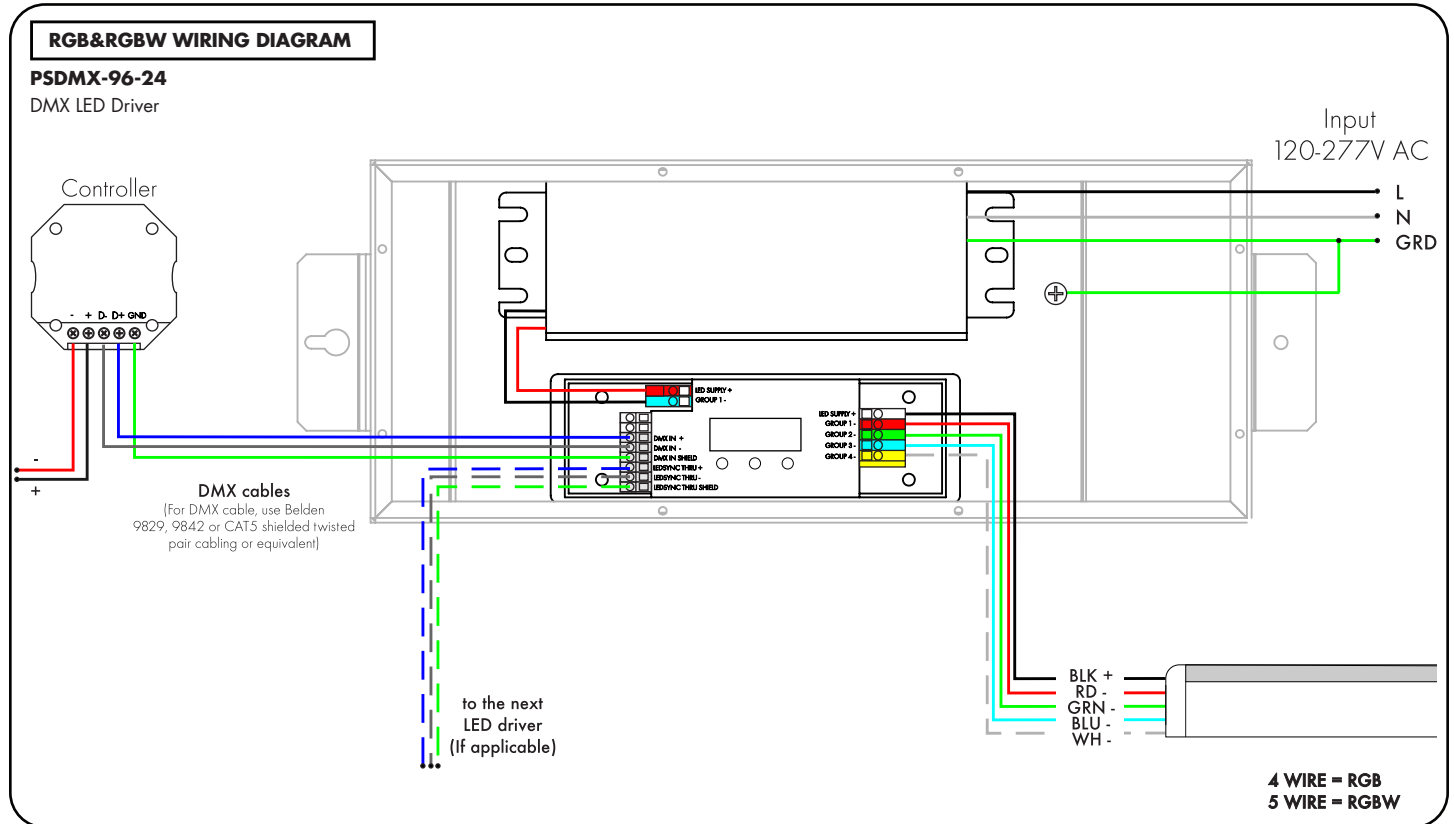 RGB&RGBW WIRING DIAGRAM
PSDMX-96-24
DMX LED Driver
Input
120-277V AC
L
N
GRD
Controller
- + D- D+ GND
-
+
DMX cables
(For DMX cable, use Belden
9829, 9842 or CAT5 shielded twisted
pair cabling or equivalent)
LED SUPPLY +
GROUP 1 -
DMX IN +
DMX IN -
DMX IN SHIELD
LEDSYNC THRU +
LEDSYNC THRU -
LEDSYNC THRU SHIELD
LED SUPPLY +
GROUP 1 -
GROUP 2 -
GROUP 3 -
GROUP 4 -
to the next
LED driver
(If applicable)
BLK +
RD -
GRN -
BLU -
WH -
4 WIRE = RGB
5 WIRE = RGBW